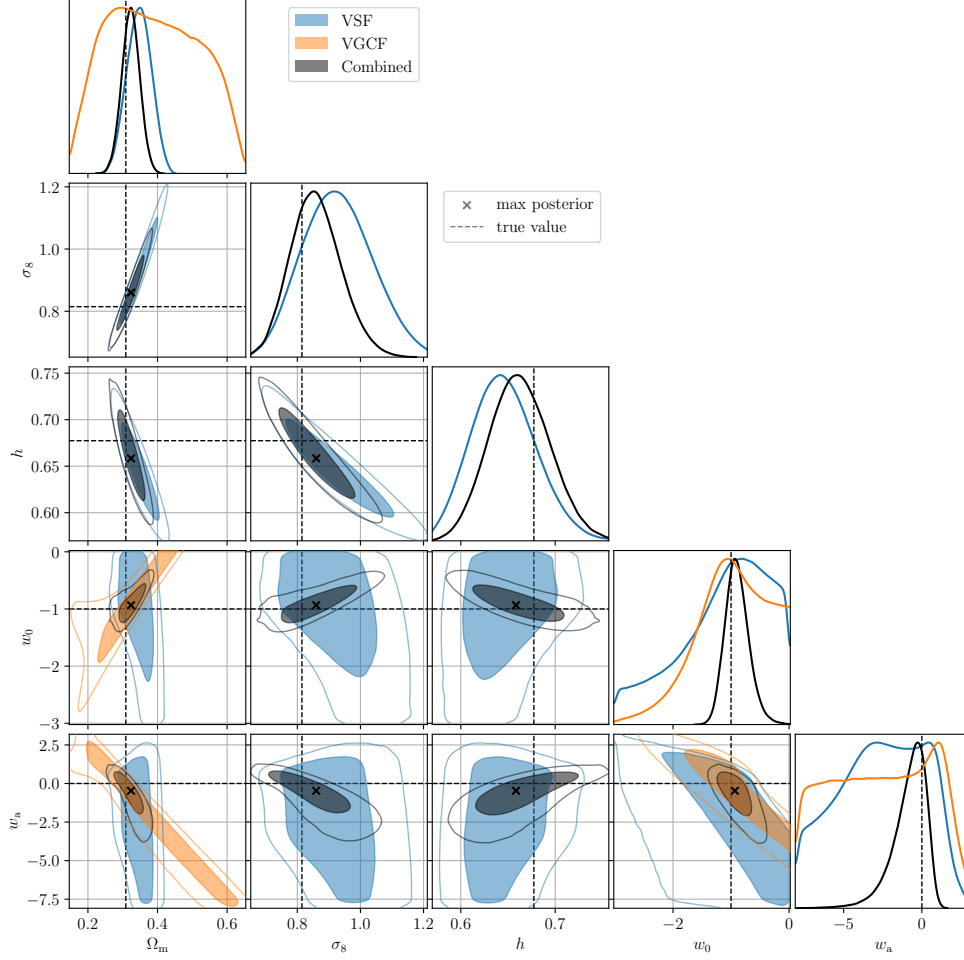 VSF
VGCF
Combined
1.2
1.0
0.8
σ₈
max posterior
true value
0.75
0.70
0.65
0.60
h
0
−1
−2
−3
w₀
2.5
0.0
−2.5
−5.0
−7.5
wₐ
0.2 0.4 0.6 0.8 1.0 1.2 0.6 0.7 −2 0 −5 0
Ωₘ σ₈ h w₀ wₐ